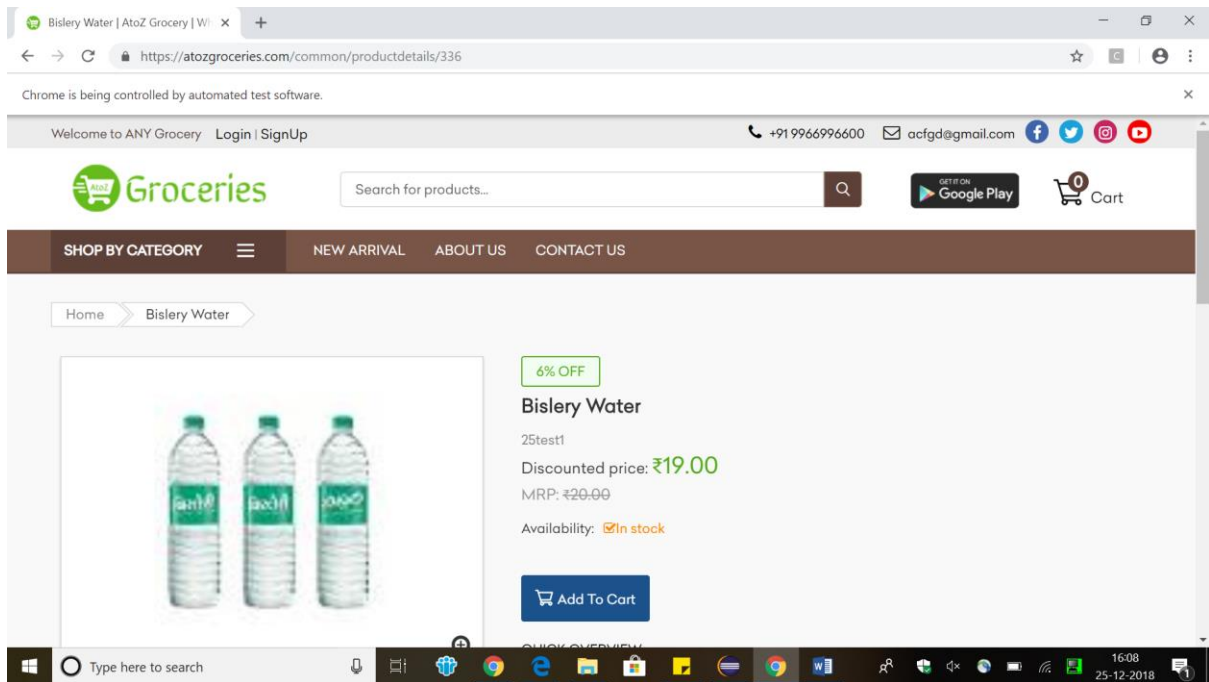 Bislery Water | AtoZ Grocery | Wh
https://atozgroceries.com/common/productdetails/336
Chrome is being controlled by automated test software.
Welcome to ANY Grocery Login | SignUp +91 9966996600 acfgd@gmail.com
AtoZ Groceries Search for products... GET IT ON Google Play 0 Cart
SHOP BY CATEGORY NEW ARRIVAL ABOUT US CONTACT US
Home Bislery Water
6% OFF
Bislery Water
25test1
Discounted price: ₹19.00
MRP: ₹20.00
Availability: In stock
Add To Cart
QUICK OVERVIEW
Type here to search
16:08
25-12-2018